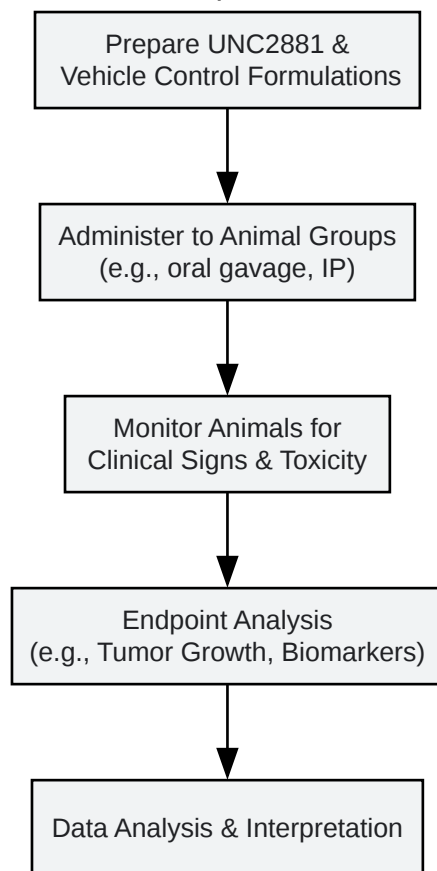 Prepare UNC2881 &
Vehicle Control Formulations
Administer to Animal Groups
(e.g., oral gavage, IP)
Monitor Animals for
Clinical Signs & Toxicity
Endpoint Analysis
(e.g., Tumor Growth, Biomarkers)
Data Analysis & Interpretation